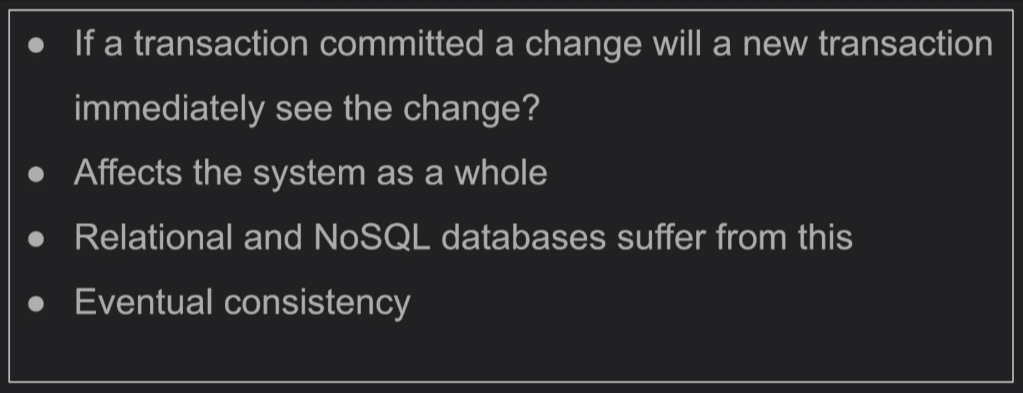 ● If a transaction committed a change will a new transaction
immediately see the change?
● Affects the system as a whole
● Relational and NoSQL databases suffer from this
● Eventual consistency